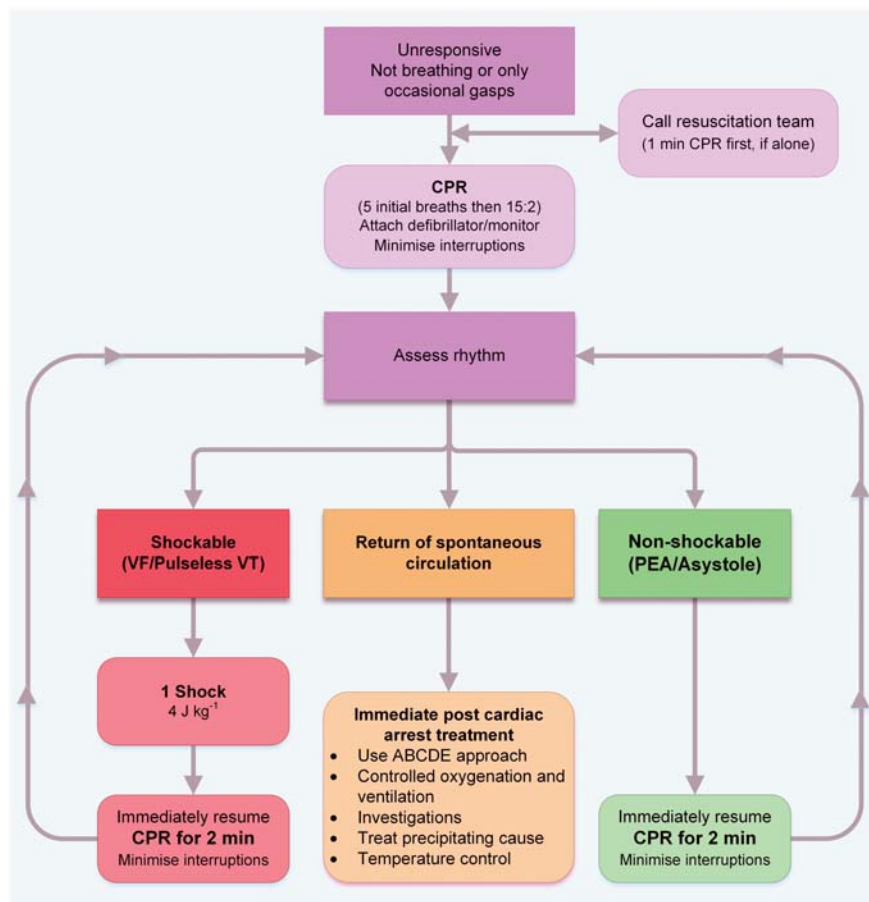 Unresponsive
Not breathing or only
occasional gasps
Call resuscitation team
(1 min CPR first, if alone)
CPR
(5 initial breaths then 15:2)
Attach defibrillator/monitor
Minimise interruptions
Assess rhythm
Shockable
(VF/Pulseless VT)
Return of spontaneous
circulation
Non-shockable
(PEA/Asystole)
1 Shock
4 J kg⁻¹
Immediately resume
CPR for 2 min
Minimise interruptions
Immediate post cardiac
arrest treatment
• Use ABCDE approach
• Controlled oxygenation and
ventilation
• Investigations
• Treat precipitating cause
• Temperature control
Immediately resume
CPR for 2 min
Minimise interruptions